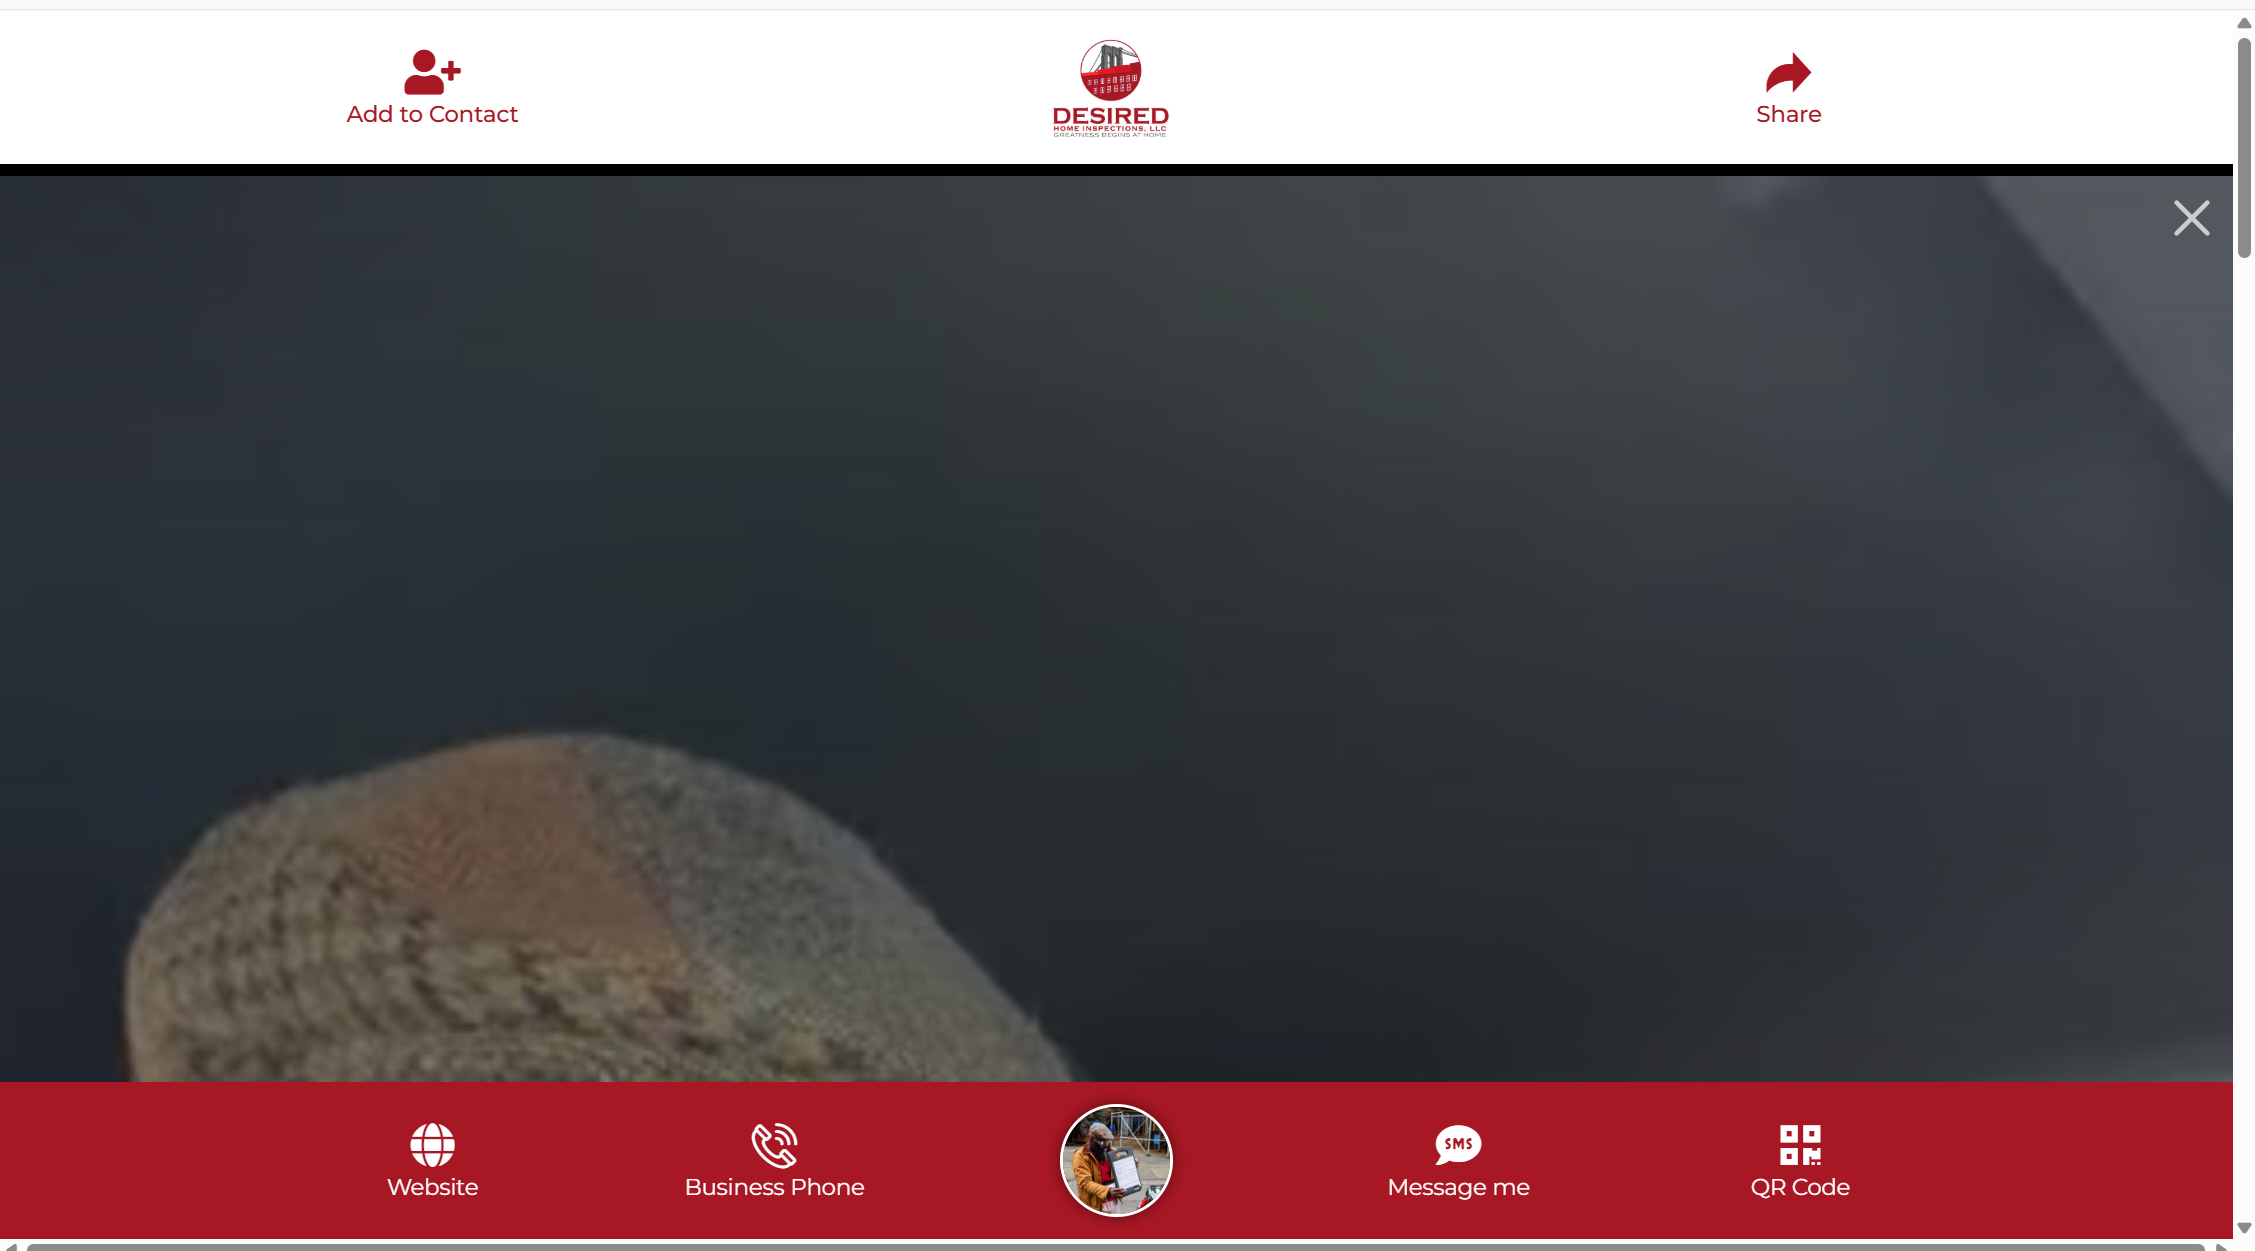 Add to Contact
DESIRED
HOME INSPECTIONS, LLC
GREATNESS BEGINS AT HOME
Share
Website
Business Phone
SMS
Message me
QR Code